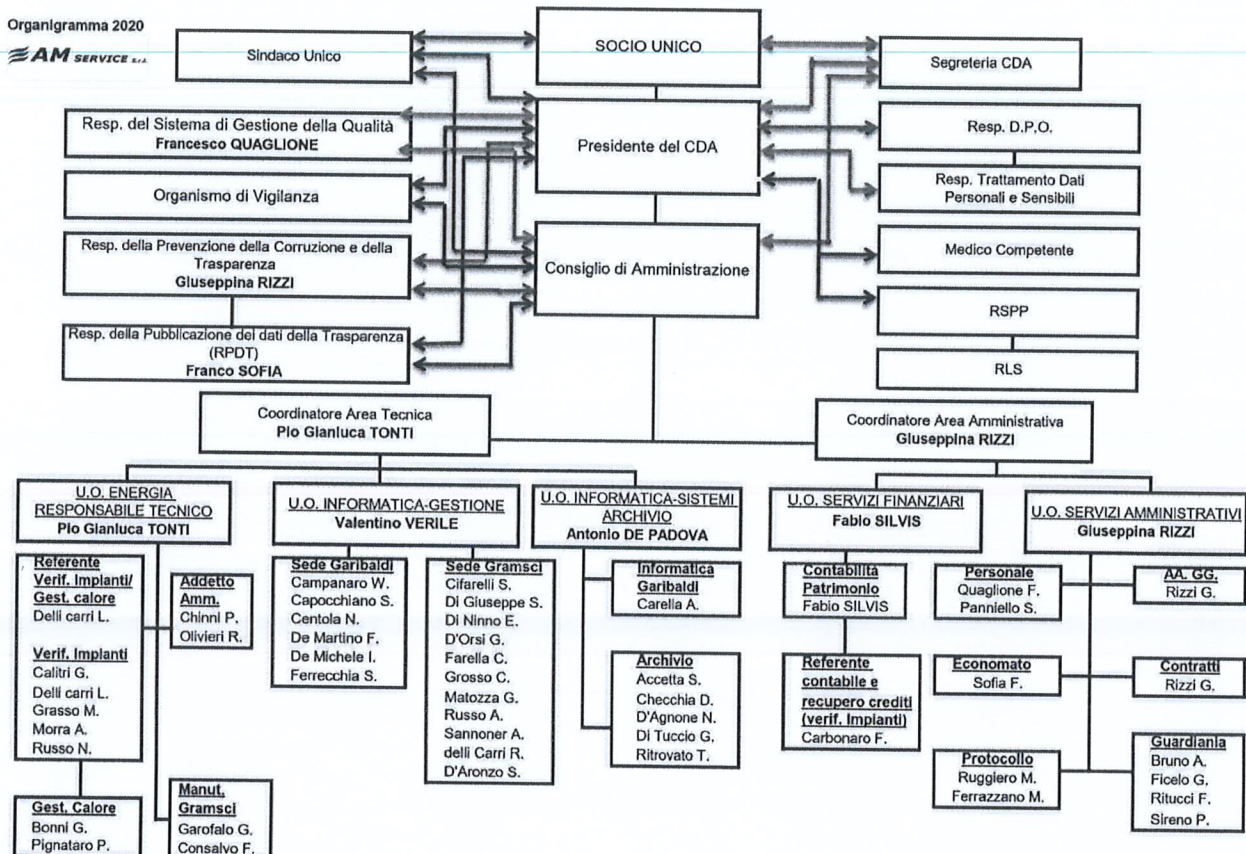 Organigramma 2020
AM SERVICE s.r.l.
SOCIO UNICO
Sindaco Unico
Segreteria CDA
Resp. del Sistema di Gestione della Qualità
Francesco QUAGLIONE
Presidente del CDA
Resp. D.P.O.
Organismo di Vigilanza
Resp. Trattamento Dati
Personali e Sensibili
Resp. della Prevenzione della Corruzione e della
Trasparenza
Giuseppina RIZZI
Consiglio di Amministrazione
Medico Competente
RSPP
Resp. della Pubblicazione dei dati della Trasparenza
(RPDT)
Franco SOFIA
RLS
Coordinatore Area Tecnica
Pio Gianluca TONTI
Coordinatore Area Amministrativa
Giuseppina RIZZI
U.O. ENERGIA
RESPONSABILE TECNICO
Pio Gianluca TONTI
U.O. INFORMATICA-GESTIONE
Valentino VERILE
U.O. INFORMATICA-SISTEMI
ARCHIVIO
Antonio DE PADOVA
U.O. SERVIZI FINANZIARI
Fabio SILVIS
U.O. SERVIZI AMMINISTRATIVI
Giuseppina RIZZI
Referente
Verif. Impianti/
Gest. calore
Delli carri L.
Verif. Impianti
Calitri G.
Delli carri L.
Grasso M.
Morra A.
Russo N.
Gest. Calore
Bonni G.
Pignataro P.
Addetto
Amm.
Chinni P.
Olivieri R.
Manut.
Gramsci
Garofalo G.
Consalvo F.
Sede Garibaldi
Campanaro W.
Capocchiano S.
Centola N.
De Martino F.
De Michele I.
Ferrecchia S.
Sede Gramsci
Cifarelli S.
Di Giuseppe S.
Di Ninno E.
D'Orsi G.
Farella C.
Grosso C.
Matozza G.
Russo A.
Sannoner A.
delli Carri R.
D'Aronzo S.
Informatica
Garibaldi
Carella A.
Archivio
Accetta S.
Checchia D.
D'Agnone N.
Di Tuccio G.
Ritrovato T.
Contabilità
Patrimonio
Fabio SILVIS
Referente
contabile e
recupero crediti
(verif. Impianti)
Carbonaro F.
Personale
Quaglione F.
Panniello S.
AA. GG.
Rizzi G.
Economato
Sofia F.
Contratti
Rizzi G.
Protocollo
Ruggiero M.
Ferrazzano M.
Guardiania
Bruno A.
Ficelo G.
Ritucci F.
Sireno P.